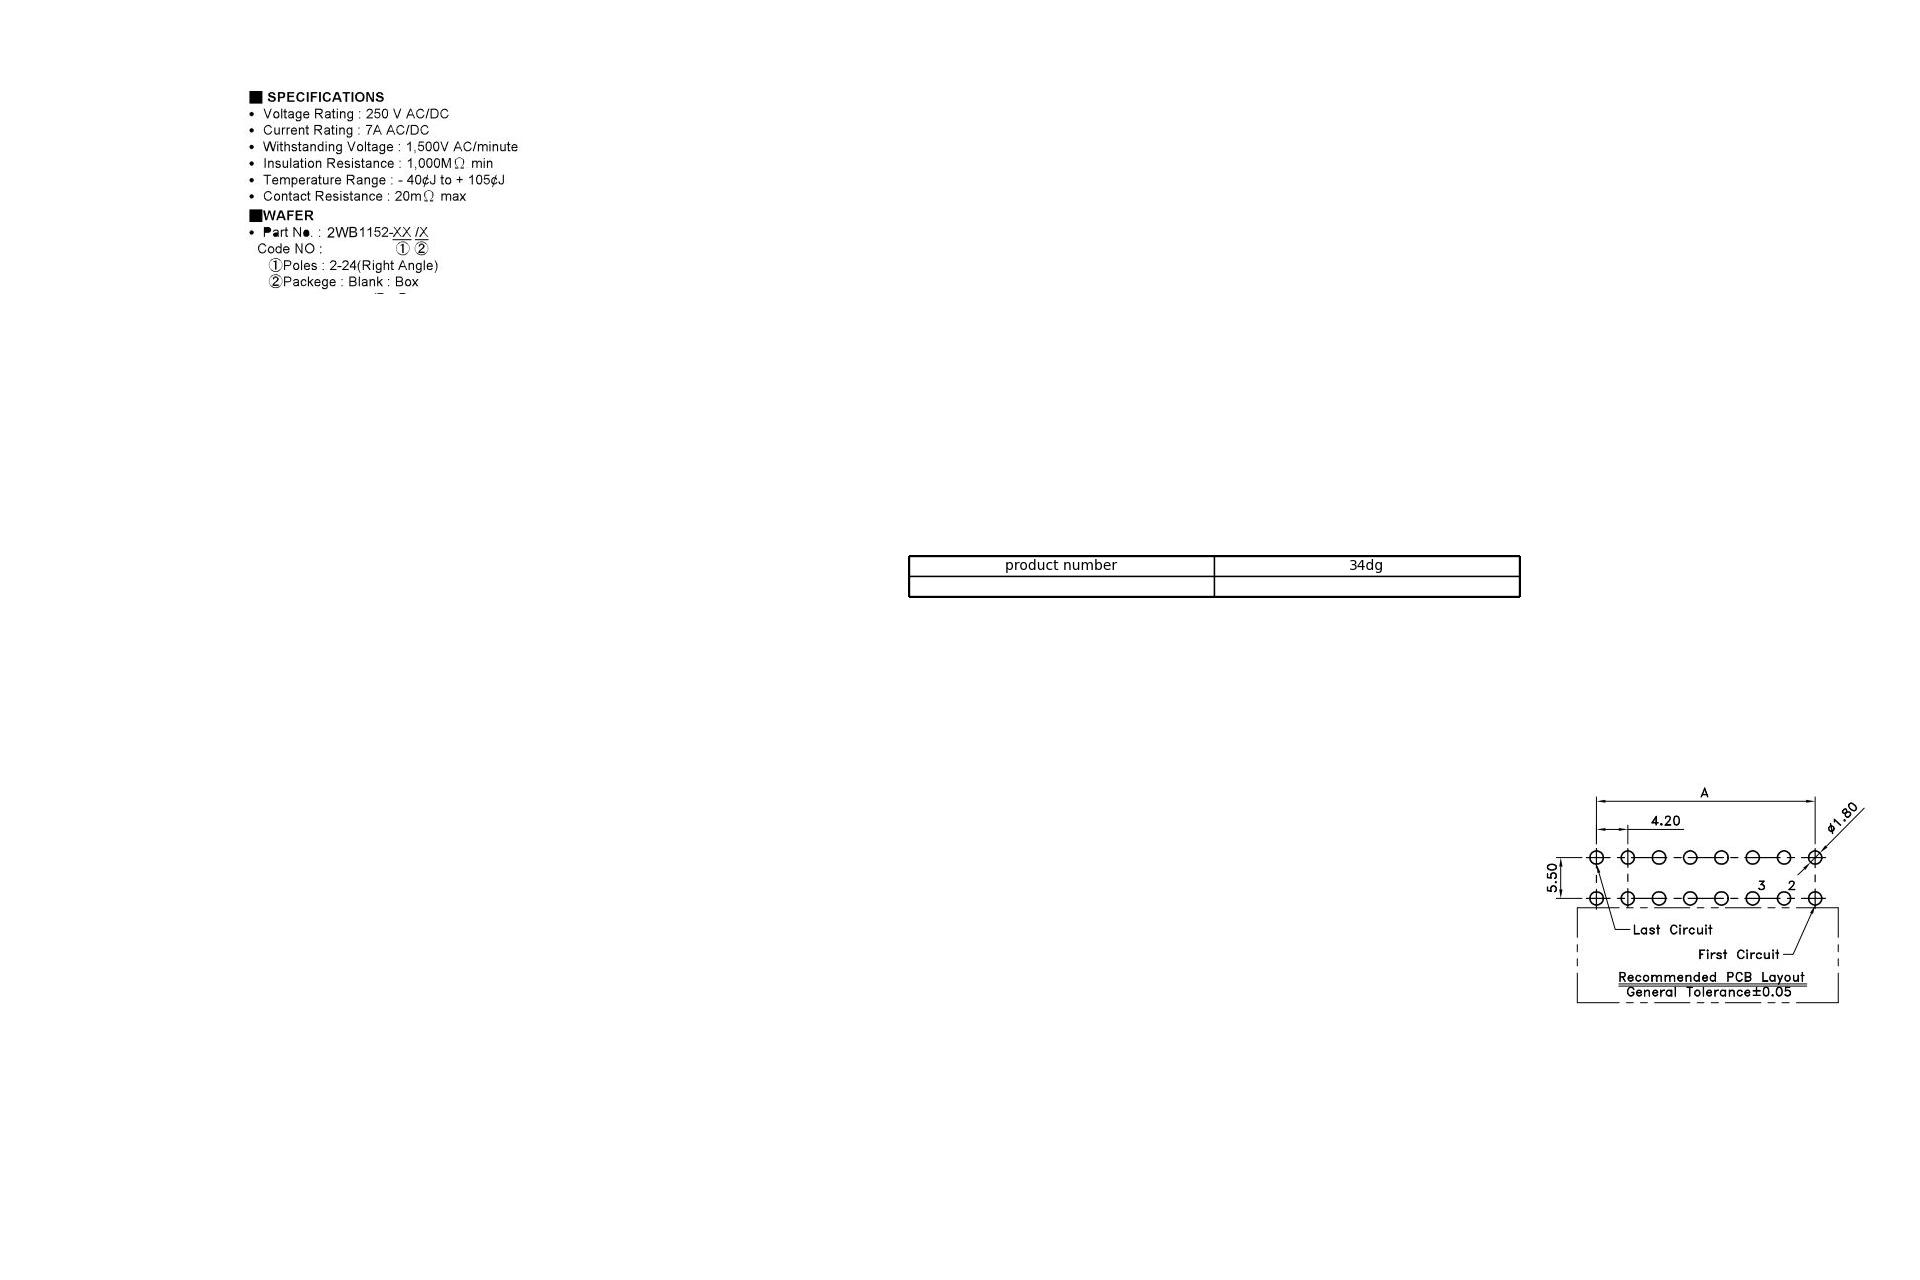 ■ SPECIFICATIONS
• Voltage Rating : 250 V AC/DC
• Current Rating : 7A AC/DC
• Withstanding Voltage : 1,500V AC/minute
• Insulation Resistance : 1,000MΩ min
• Temperature Range : - 40¢J to + 105¢J
• Contact Resistance : 20mΩ max
■WAFER
• Part No. : 2WB1152-XX /X
Code NO : ① ②
①Poles : 2-24(Right Angle)
②Packege : Blank : Box
product number 34dg
A
4.20
ø1.80
5.50
3 2
Last Circuit
First Circuit
Recommended PCB Layout
General Tolerance±0.05